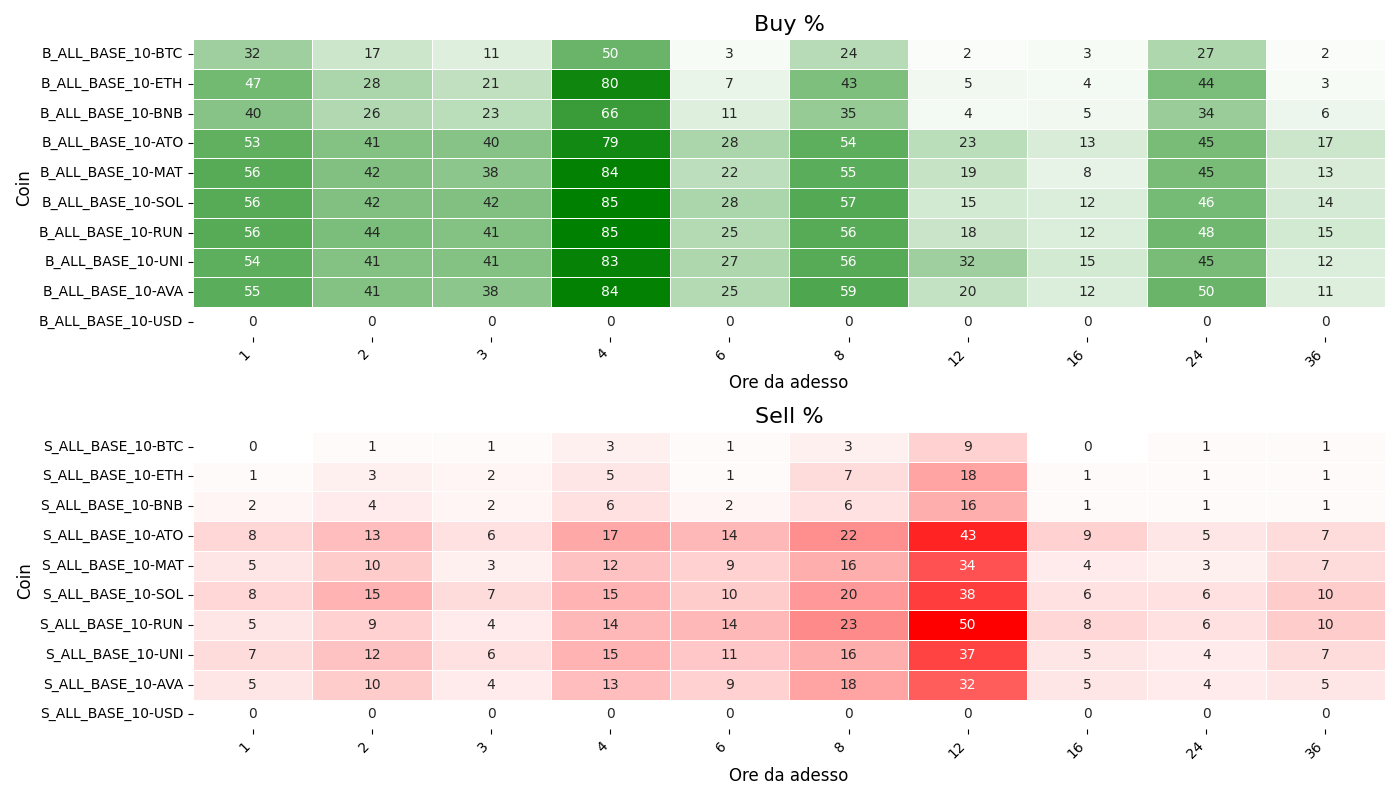 Buy %
Coin
B_ALL_BASE_10-BTC 32 17 11 50 3 24 2 3 27 2
B_ALL_BASE_10-ETH 47 28 21 80 7 43 5 4 44 3
B_ALL_BASE_10-BNB 40 26 23 66 11 35 4 5 34 6
B_ALL_BASE_10-ATO 53 41 40 79 28 54 23 13 45 17
B_ALL_BASE_10-MAT 56 42 38 84 22 55 19 8 45 13
B_ALL_BASE_10-SOL 56 42 42 85 28 57 15 12 46 14
B_ALL_BASE_10-RUN 56 44 41 85 25 56 18 12 48 15
B_ALL_BASE_10-UNI 54 41 41 83 27 56 32 15 45 12
B_ALL_BASE_10-AVA 55 41 38 84 25 59 20 12 50 11
B_ALL_BASE_10-USD 0 0 0 0 0 0 0 0 0 0
1 2 3 4 6 8 12 16 24 36
Ore da adesso
Sell %
Coin
S_ALL_BASE_10-BTC 0 1 1 3 1 3 9 0 1 1
S_ALL_BASE_10-ETH 1 3 2 5 1 7 18 1 1 1
S_ALL_BASE_10-BNB 2 4 2 6 2 6 16 1 1 1
S_ALL_BASE_10-ATO 8 13 6 17 14 22 43 9 5 7
S_ALL_BASE_10-MAT 5 10 3 12 9 16 34 4 3 7
S_ALL_BASE_10-SOL 8 15 7 15 10 20 38 6 6 10
S_ALL_BASE_10-RUN 5 9 4 14 14 23 50 8 6 10
S_ALL_BASE_10-UNI 7 12 6 15 11 16 37 5 4 7
S_ALL_BASE_10-AVA 5 10 4 13 9 18 32 5 4 5
S_ALL_BASE_10-USD 0 0 0 0 0 0 0 0 0 0
1 2 3 4 6 8 12 16 24 36
Ore da adesso